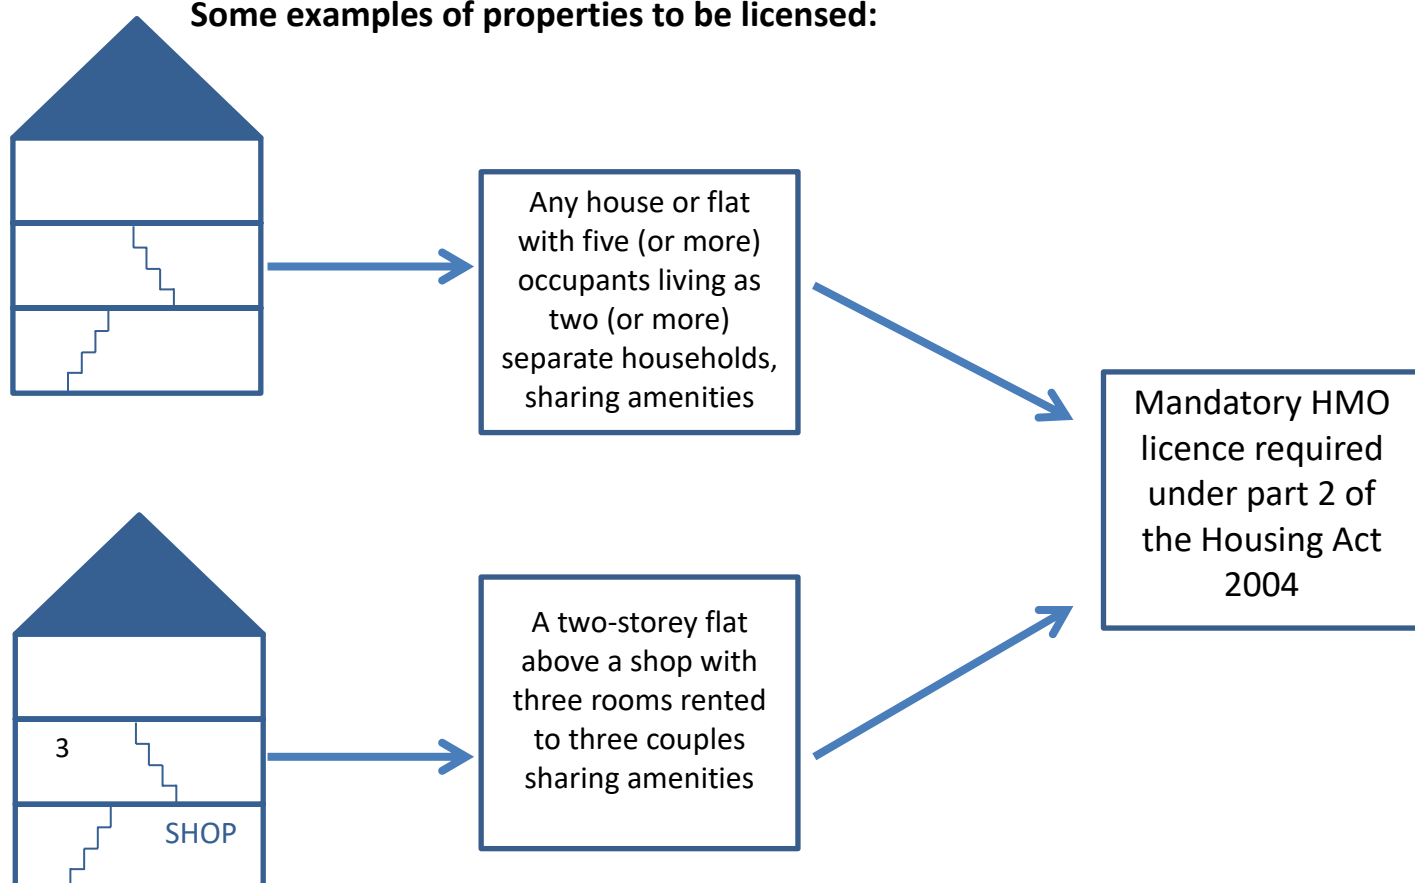 Some examples of properties to be licensed:
Any house or flat
with five (or more)
occupants living as
two (or more)
separate households,
sharing amenities
Mandatory HMO
licence required
under part 2 of
the Housing Act
2004
A two-storey flat
above a shop with
three rooms rented
to three couples
sharing amenities
3
SHOP